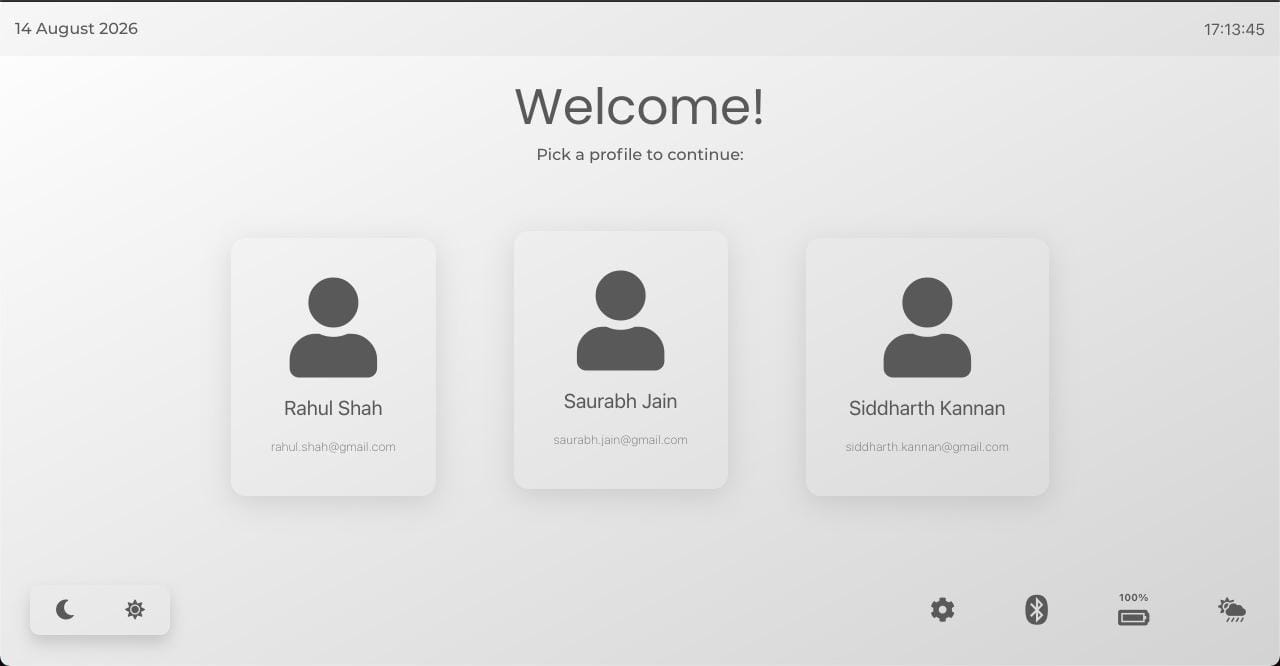 14 August 2026
17:13:45
Welcome!
Pick a profile to continue:
Rahul Shah
rahul.shah@gmail.com
Saurabh Jain
saurabh.jain@gmail.com
Siddharth Kannan
siddharth.kannan@gmail.com
100%